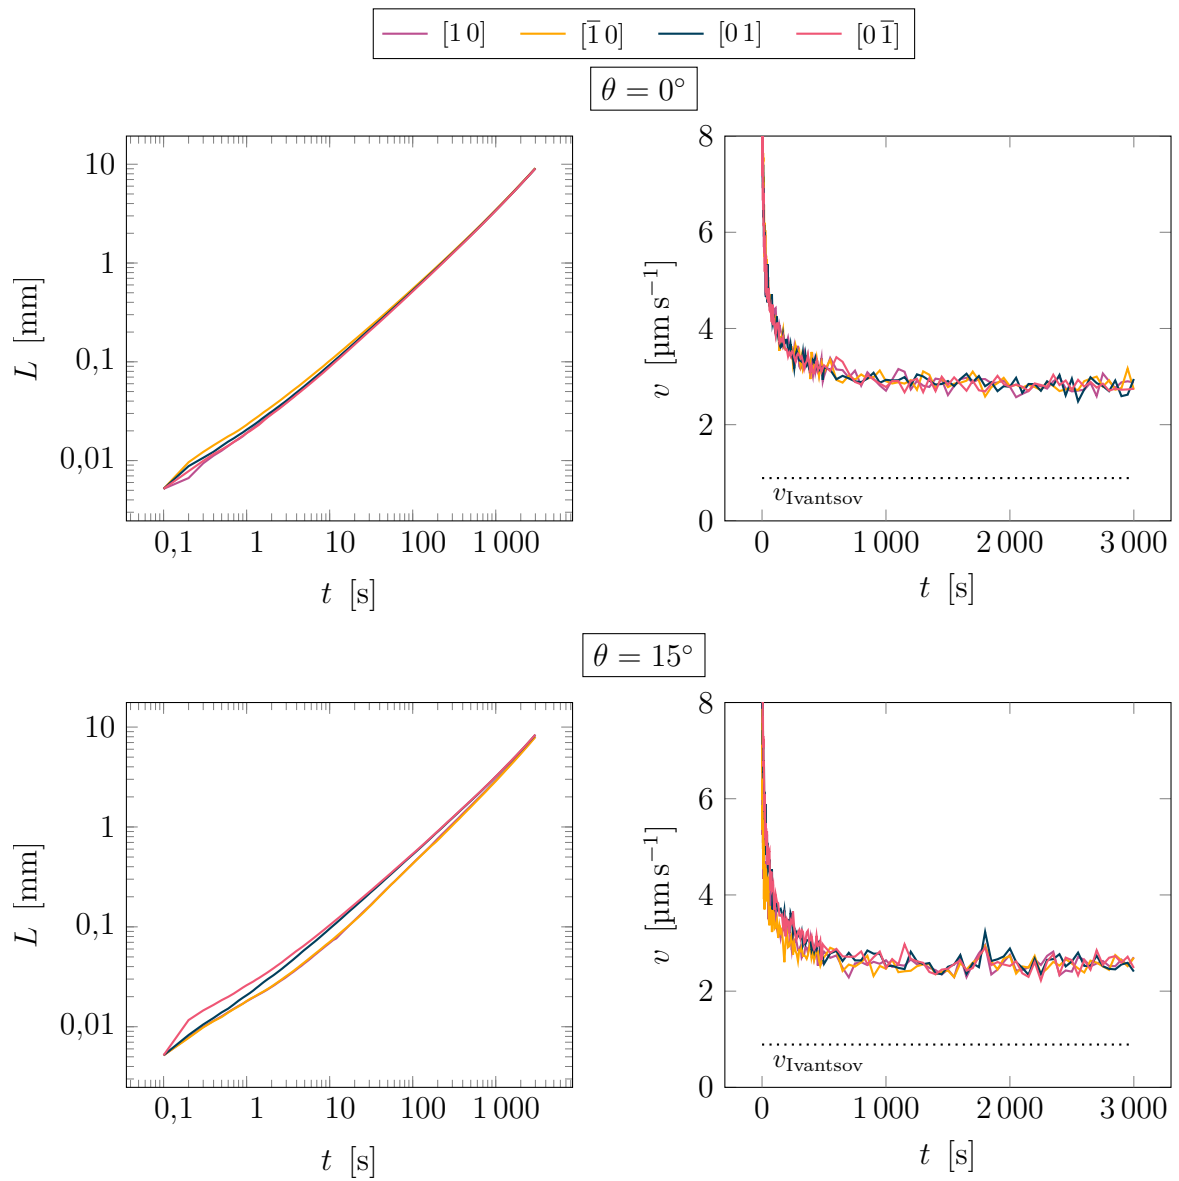 [1 0] [1̅ 0] [0 1] [0 1̅]
θ = 0°
10
1
0,1
0,01
L [mm]
0,1 1 10 100 1 000
t [s]
8
6
4
2
0
v [µm s⁻¹]
v_Ivantsov
0 1 000 2 000 3 000
t [s]
θ = 15°
10
1
0,1
0,01
L [mm]
0,1 1 10 100 1 000
t [s]
8
6
4
2
0
v [µm s⁻¹]
v_Ivantsov
0 1 000 2 000 3 000
t [s]